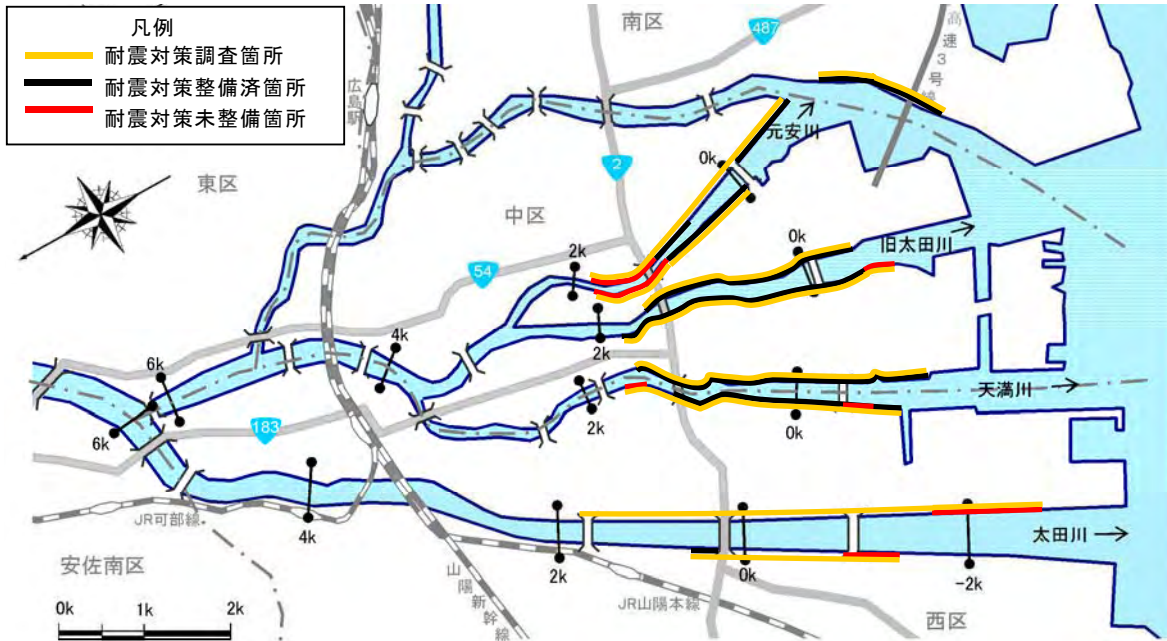 凡例
耐震対策調査箇所
耐震対策整備済箇所
耐震対策未整備箇所
南区
487
高速3号線
広島駅
元安川
2
0k
東区
中区
旧太田川
0k
2k
54
4k
2k
6k
天満川
6k
183
2k
0k
JR可部線
4k
太田川
安佐南区
2k
0k
-2k
山陽新幹線
JR山陽本線
西区
0k 1k 2k